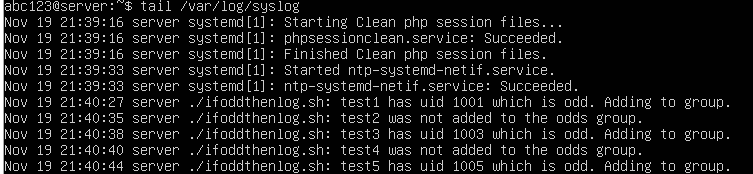 abc123@server:~$ tail /var/log/syslog
Nov 19 21:39:16 server systemd[1]: Starting Clean php session files...
Nov 19 21:39:16 server systemd[1]: phpsessionclean.service: Succeeded.
Nov 19 21:39:16 server systemd[1]: Finished Clean php session files.
Nov 19 21:39:33 server systemd[1]: Started ntp-systemd-netif.service.
Nov 19 21:39:33 server systemd[1]: ntp-systemd-netif.service: Succeeded.
Nov 19 21:40:27 server ./ifoddthenlog.sh: test1 has uid 1001 which is odd. Adding to group.
Nov 19 21:40:35 server ./ifoddthenlog.sh: test2 was not added to the odds group.
Nov 19 21:40:38 server ./ifoddthenlog.sh: test3 has uid 1003 which is odd. Adding to group.
Nov 19 21:40:40 server ./ifoddthenlog.sh: test4 was not added to the odds group.
Nov 19 21:40:44 server ./ifoddthenlog.sh: test5 has uid 1005 which is odd. Adding to group.